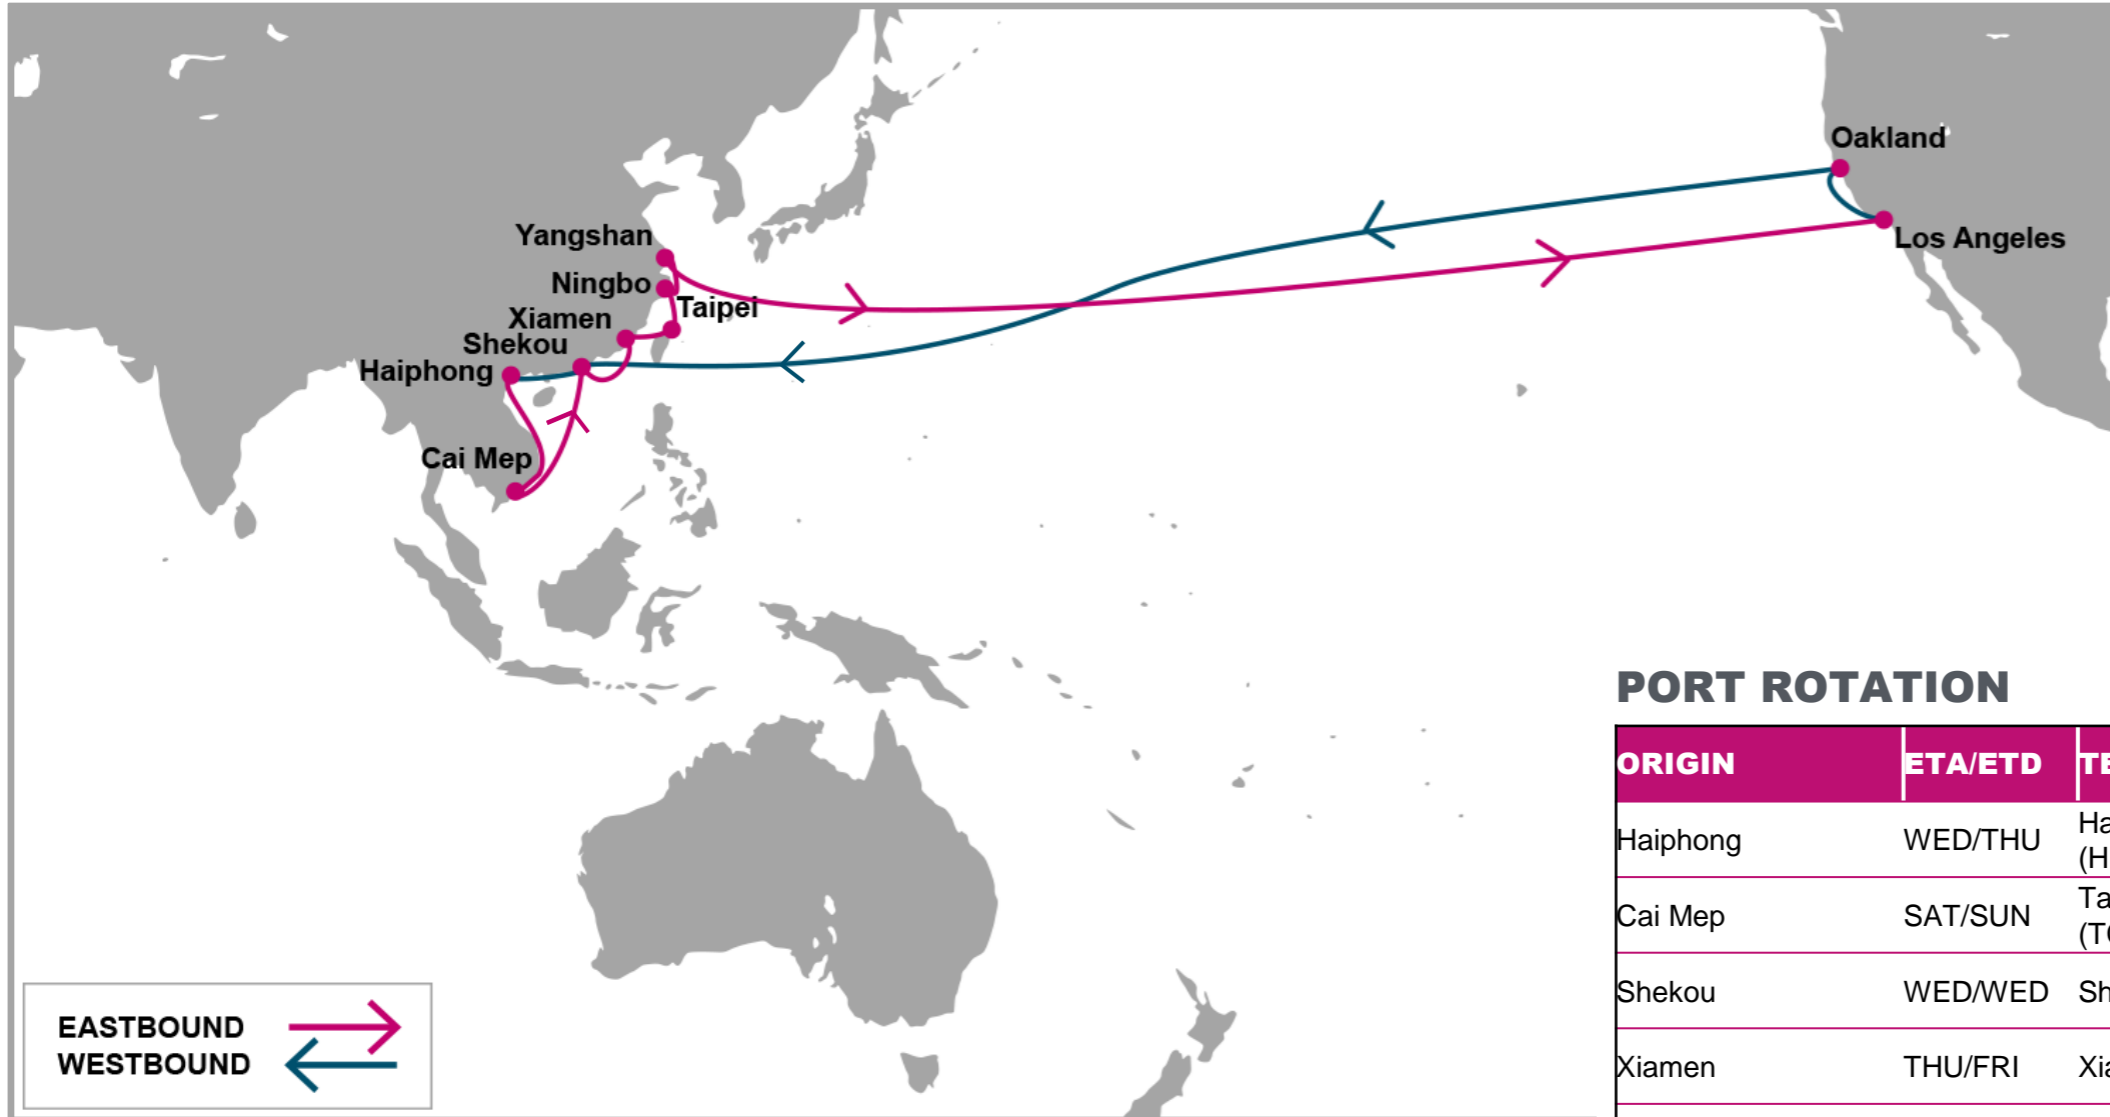 Oakland
Los Angeles
Yangshan
Ningbo
Taipei
Xiamen
Shekou
Haiphong
Cai Mep
PORT ROTATION
ORIGIN ETA/ETD
Haiphong WED/THU
Cai Mep SAT/SUN
Shekou WED/WED
Xiamen THU/FRI
EASTBOUND
WESTBOUND